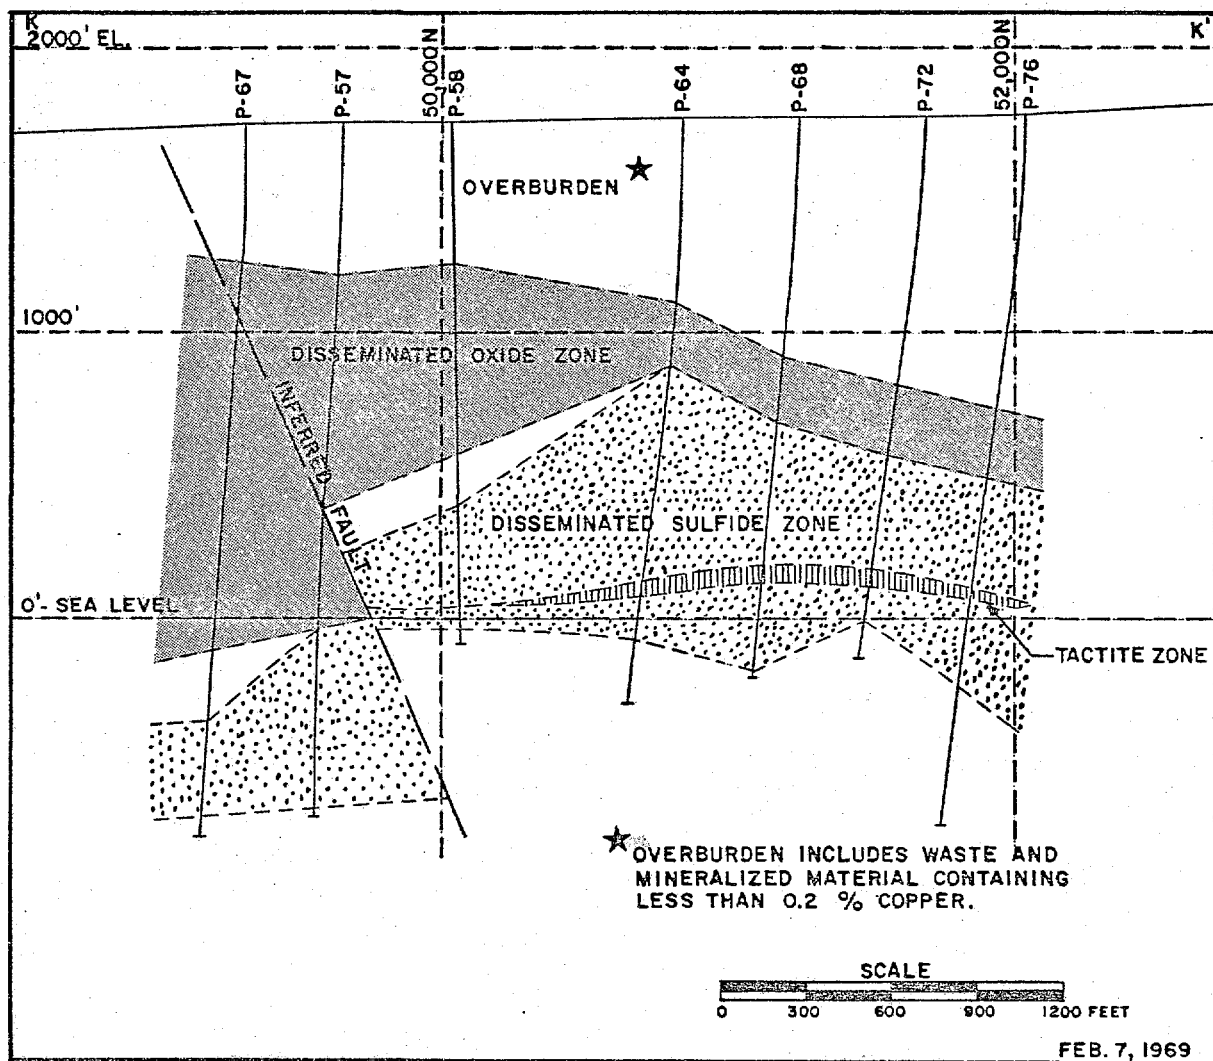 K
K'
2000' EL.
P-67
P-57
50,000N
P-58
P-64
P-68
P-72
52,000N
P-76
OVERBURDEN ★
1000'
DISSEMINATED OXIDE ZONE
INFERRED FAULT
DISSEMINATED SULFIDE ZONE
0'- SEA LEVEL
TACTITE ZONE
★ OVERBURDEN INCLUDES WASTE AND
MINERALIZED MATERIAL CONTAINING
LESS THAN 0.2 % COPPER.
SCALE
0 300 600 900 1200 FEET
FEB. 7, 1969